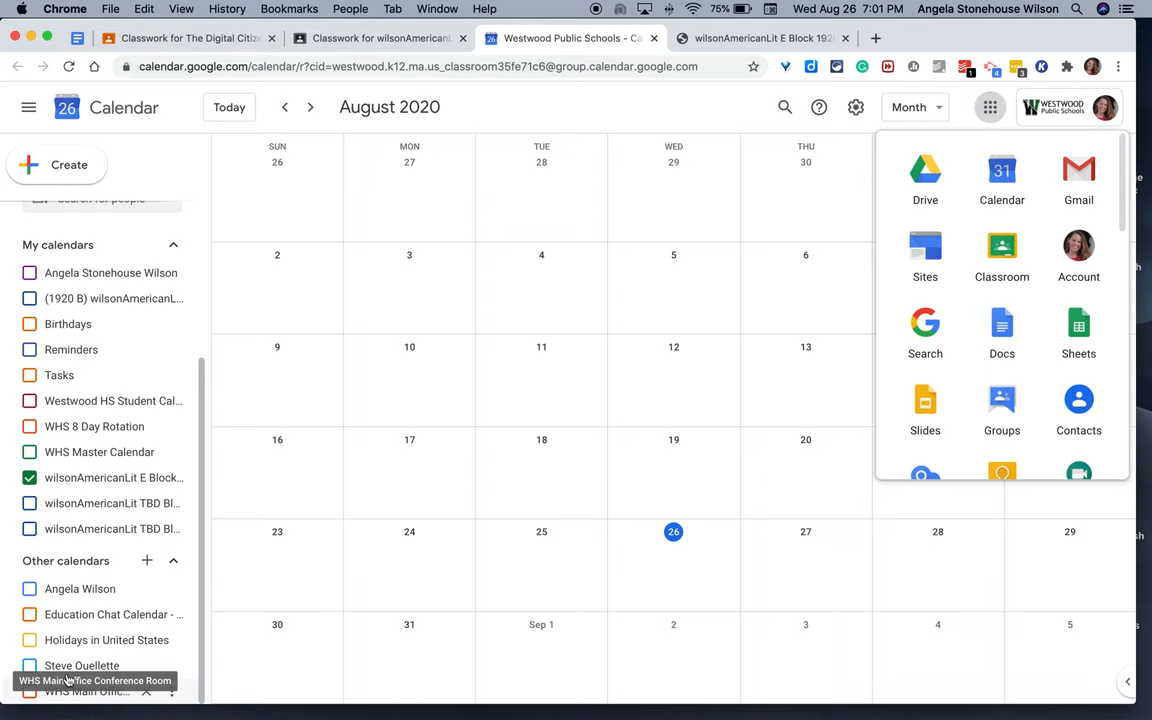 Chrome File Edit View History Bookmarks People Tab Window Help 75% Wed Aug 26 7:01 PM Angela Stonehouse Wilson
Classwork for The Digital Citize × Classwork for wilsonAmericanL × Westwood Public Schools - Ca × wilsonAmericanLit E Block 192 × +
calendar.google.com/calendar/r?cid=westwood.k12.ma.us_classroom35fe71c6@group.calendar.google.com
26 Calendar Today August 2020 Month WESTWOOD
Public Schools
Create
My calendars
Angela Stonehouse Wilson
(1920 B) wilsonAmericanL...
Birthdays
Reminders
Tasks
Westwood HS Student Cal...
WHS 8 Day Rotation
WHS Master Calendar
wilsonAmericanLit E Block...
wilsonAmericanLit TBD Bl...
wilsonAmericanLit TBD Bl...
Other calendars
Angela Wilson
Education Chat Calendar - ...
Holidays in United States
Steve Ouellette
WHS Main Office Conference Room
WHS Main Offic...
SUN MON TUE WED THU
26 27 28 29 30
2 3 4 5 6
9 10 11 12 13
16 17 18 19 20
23 24 25 26 27 28 29
30 31 Sep 1 2 3 4 5
Drive Calendar Gmail
Sites Classroom Account
Search Docs Sheets
Slides Groups Contacts